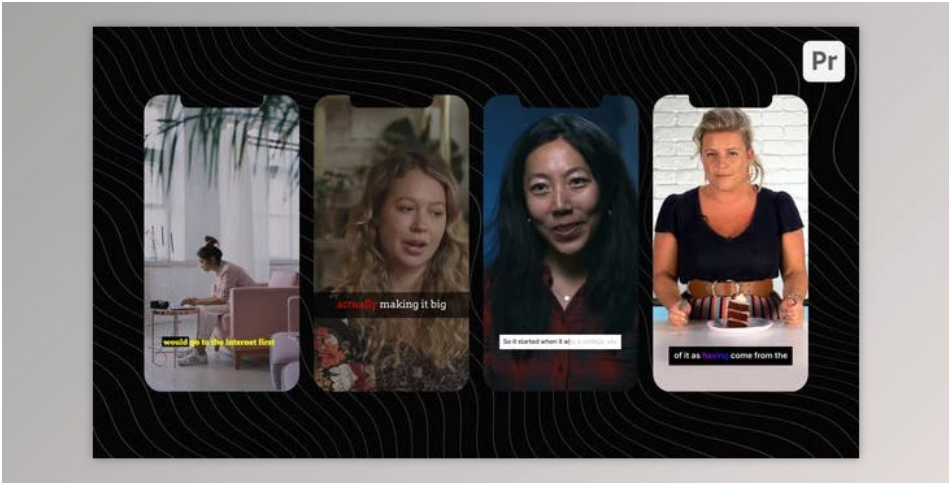 Pr
would go to the internet first
actually making it big
So it started when it w
of it as having come from the